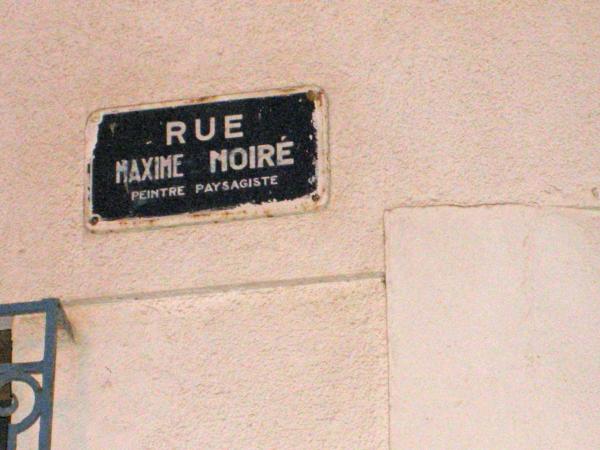 RUE
MAXIME NOIRÉ
PEINTRE PAYSAGISTE